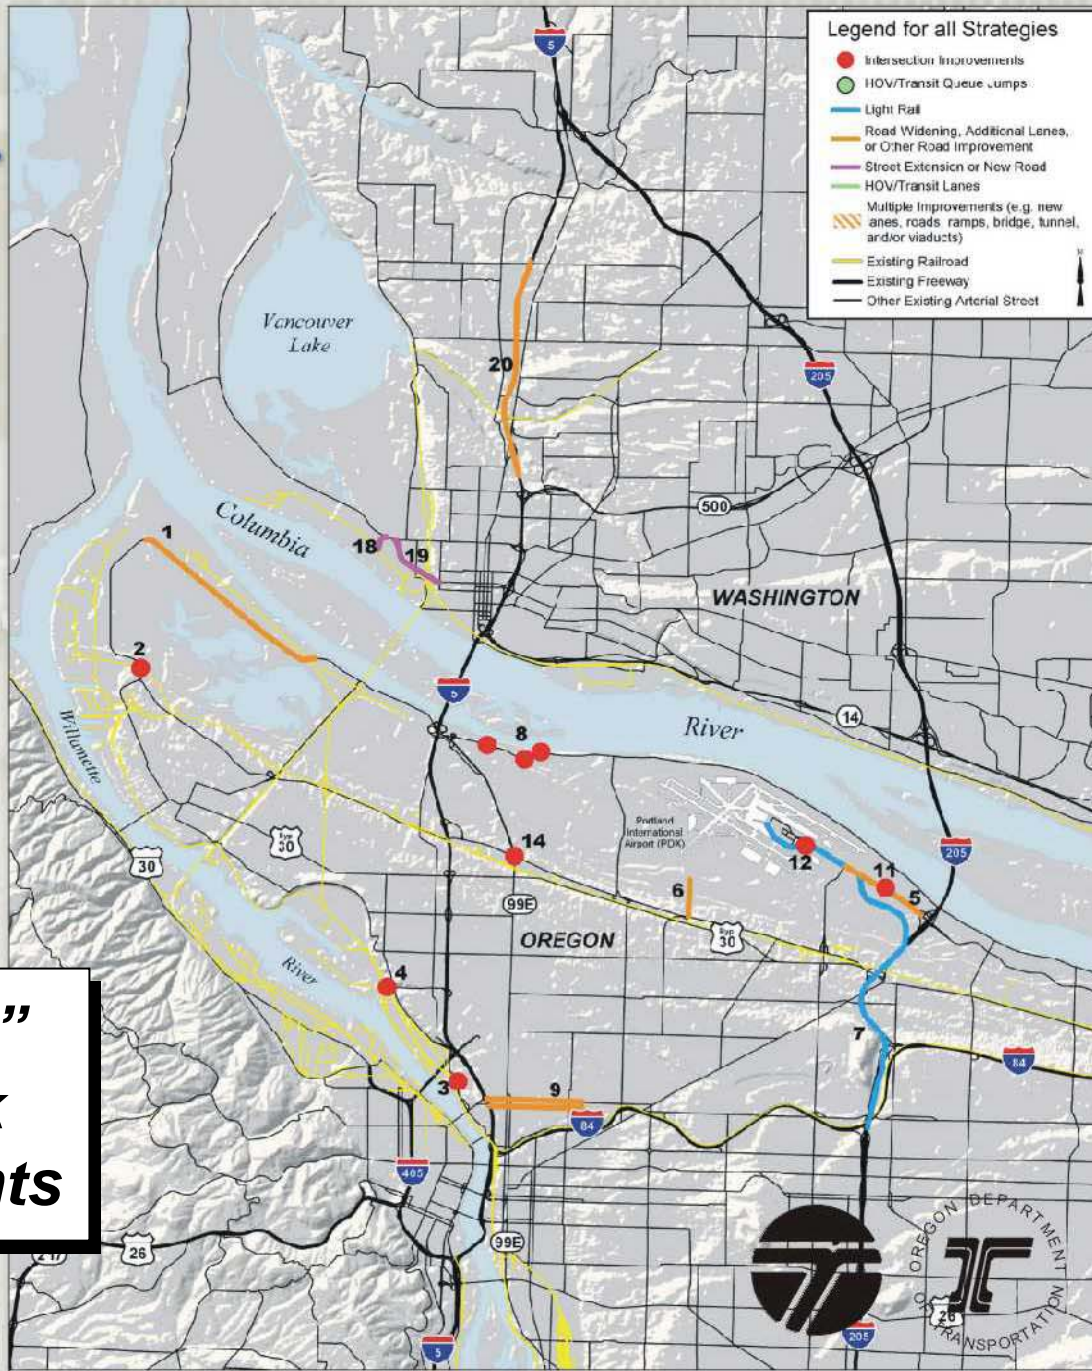 Legend for all Strategies
Intersection Improvements
HOV/Transit Queue Jumps
Light Rail
Road Widening, Additional Lanes,
or Other Road Improvement
Street Extension or New Road
HOV/Transit Lanes
Multiple Improvements (e.g. new
lanes, roads, ramps, bridge, tunnel,
and/or viaducts)
Existing Railroad
Existing Freeway
Other Existing Arterial Street
N
5
Vancouver
Lake
20
205
500
Columbia
1
18
19
WASHINGTON
2
5
14
River
8
Willamette
Portland
International
Airport (PDX)
30
Byp
30
14
12
11
205
5
6
99E
Byp
30
OREGON
4
River
7
84
3
9
84
405
26
99E
OREGON DEPARTMENT
OF TRANSPORTATION
26
205
5
”
nts